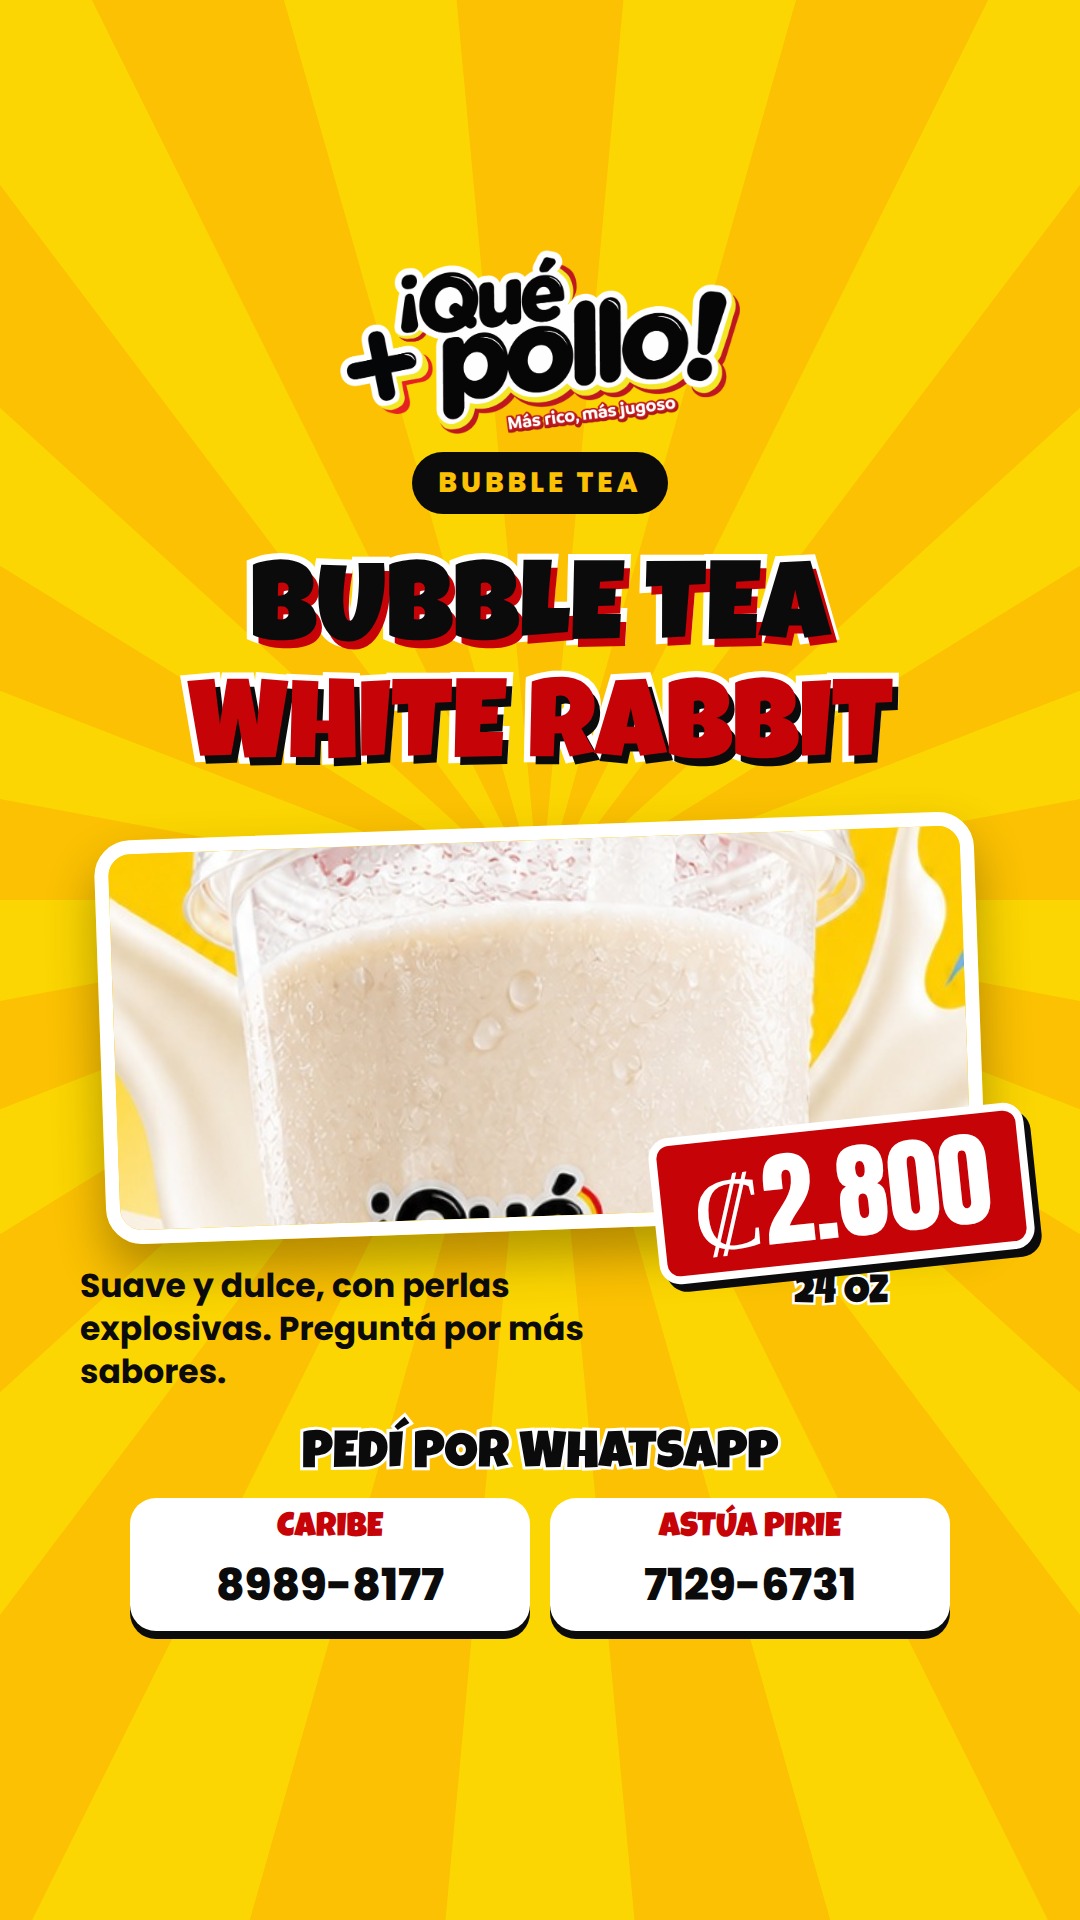 ¡Qué
+ pollo!
Más rico, más jugoso
BUBBLE TEA
BUBBLE TEA
WHITE RABBIT
¡Qué
₡2.800
24 oz
Suave y dulce, con perlas
explosivas. Preguntá por más
sabores.
PEDÍ POR WHATSAPP
CARIBE
8989-8177
ASTÚA PIRIE
7129-6731